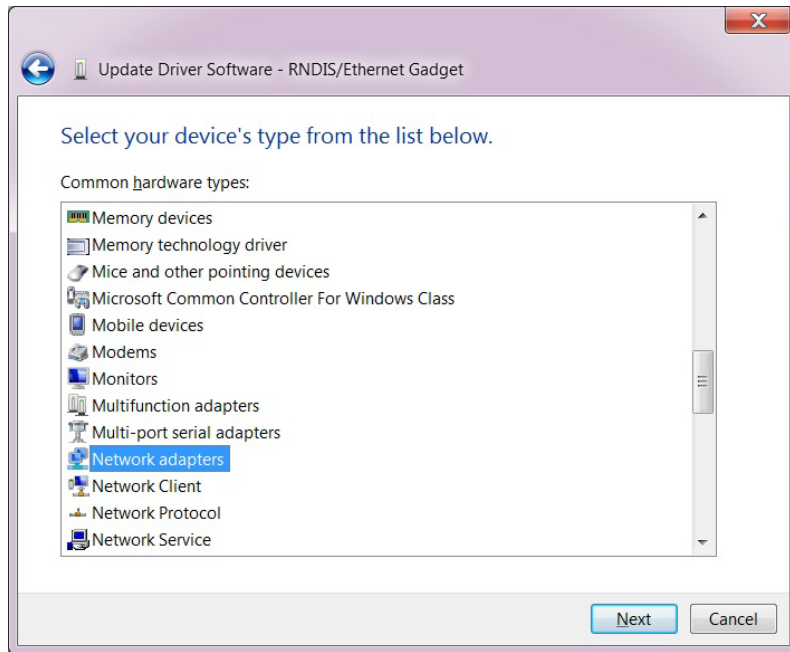 Update Driver Software - RNDIS/Ethernet Gadget
Select your device's type from the list below.
Common hardware types:
Memory devices
Memory technology driver
Mice and other pointing devices
Microsoft Common Controller For Windows Class
Mobile devices
Modems
Monitors
Multifunction adapters
Multi-port serial adapters
Network adapters
Network Client
Network Protocol
Network Service
Next Cancel